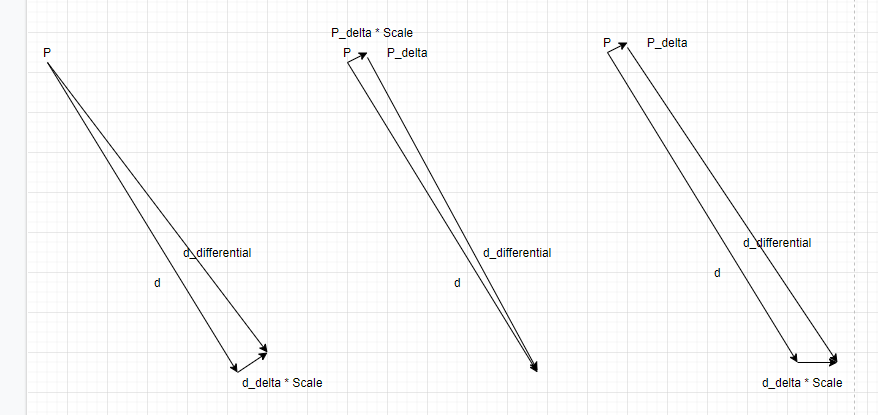 P
d_differential
d
d_delta * Scale
P_delta * Scale
P
P_delta
d_differential
d
P
P_delta
d_differential
d
d_delta * Scale